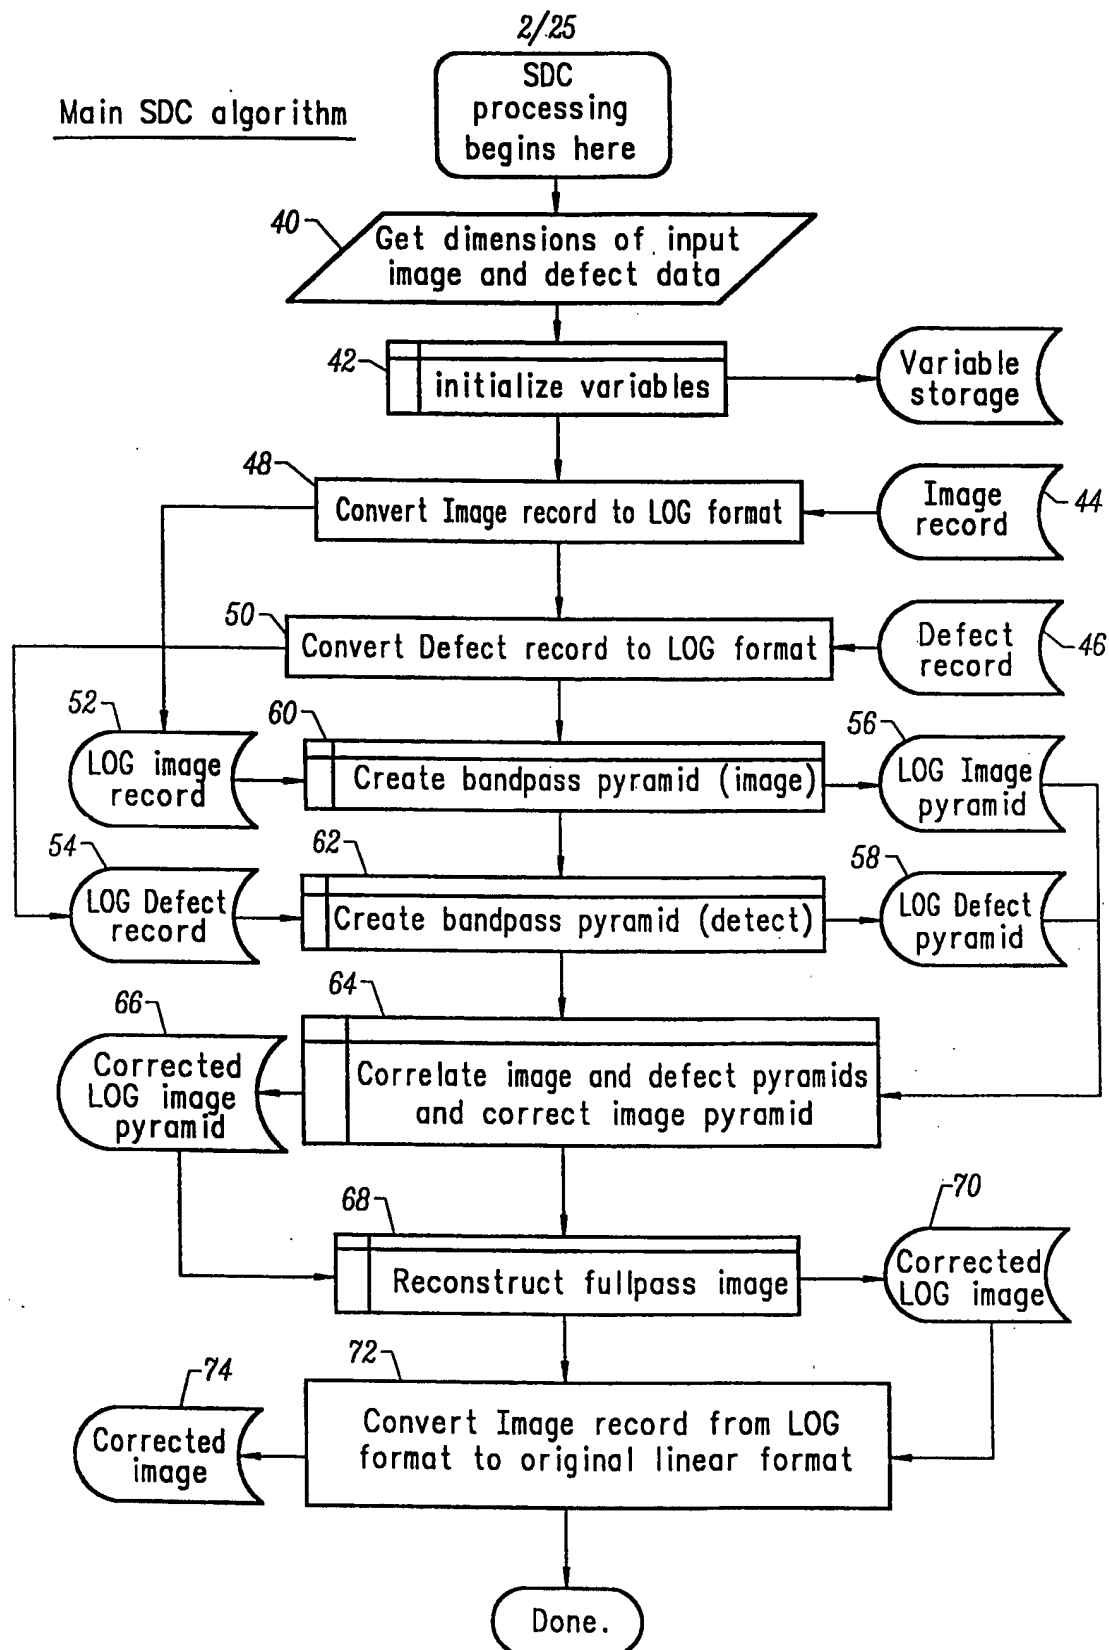 2/25
Main SDC algorithm
SDC
processing
begins here
40
Get dimensions of input
image and defect data
42
initialize variables
Variable
storage
48
Convert Image record to LOG format
Image
record
44
50
Convert Defect record to LOG format
Defect
record
46
52
LOG image
record
60
Create bandpass pyramid (image)
56
LOG Image
pyramid
54
LOG Defect
record
62
Create bandpass pyramid (detect)
58
LOG Defect
pyramid
64
Correlate image and defect pyramids
and correct image pyramid
66
Corrected
LOG image
pyramid
68
Reconstruct fullpass image
70
Corrected
LOG image
72
Convert Image record from LOG
format to original linear format
74
Corrected
image
Done.